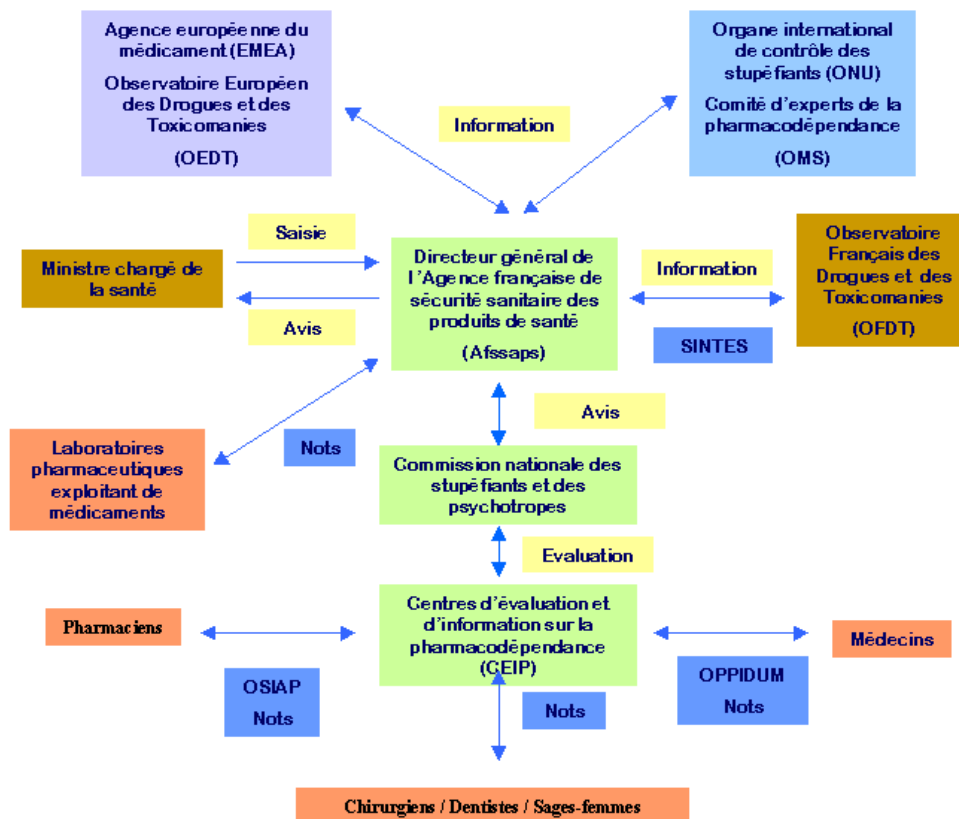 Agence européenne du
médicament (EMEA)
Observatoire Européen
des Drogues et des
Toxicomanies
(OEDT)
Information
Organe international
de contrôle des
stupéfiants (ONU)
Comité d'experts de la
pharmacodépendance
(OMS)
Saisie
Ministre chargé de
la santé
Avis
Directeur général de
l'Agence française de
sécurité sanitaire des
produits de santé
(Afssaps)
Information
SINTES
Observatoire
Français des
Drogues et des
Toxicomanies
(OFDT)
Avis
Laboratoires
pharmaceutiques
exploitant de
médicaments
Nots
Commission nationale des
stupéfiants et des
psychotropes
Evaluation
Pharmaciens
Centres d'évaluation et
d'information sur la
pharmacodépendance
(CEIP)
Médecins
OSIAP
Nots
Nots
OPPIDUM
Nots
Chirurgiens / Dentistes / Sages-femmes